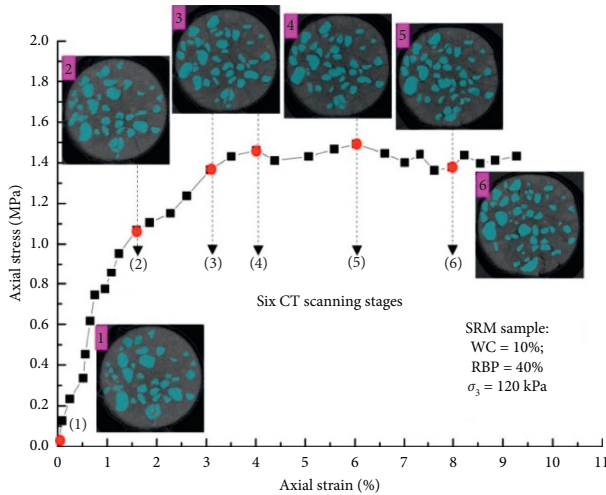 3
4
5
2
2.0
1.8
1.6
1.4
1.2
1.0
0.8
0.6
0.4
0.2
0.0
Axial stress (MPa)
6
(2)
(3)
(4)
(5)
(6)
Six CT scanning stages
1
SRM sample:
WC = 10%;
RBP = 40%
σ₃ = 120 kPa
(1)
0 1 2 3 4 5 6 7 8 9 10 11
Axial strain (%)